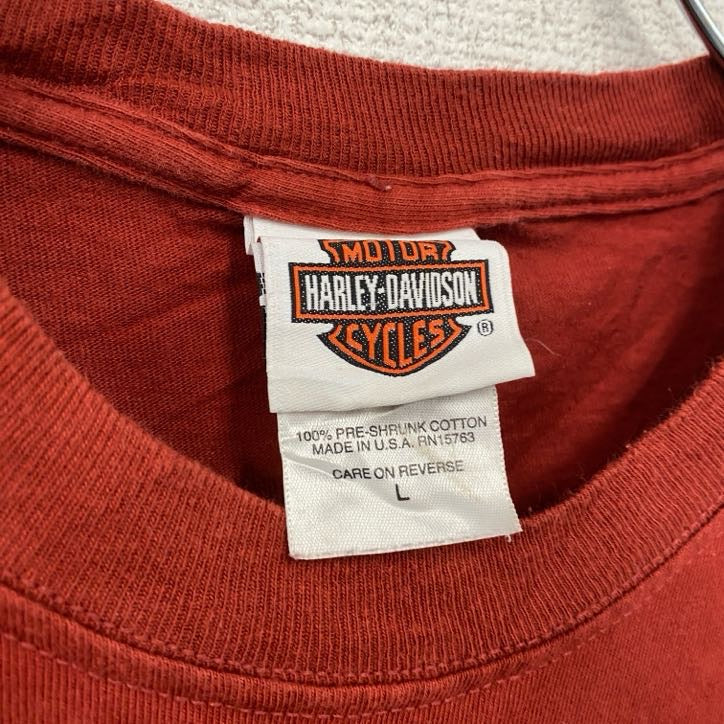 MOTOR
HARLEY-DAVIDSON
CYCLES
®
100% PRE-SHRUNK COTTON
MADE IN U.S.A. RN15763
CARE ON REVERSE
L